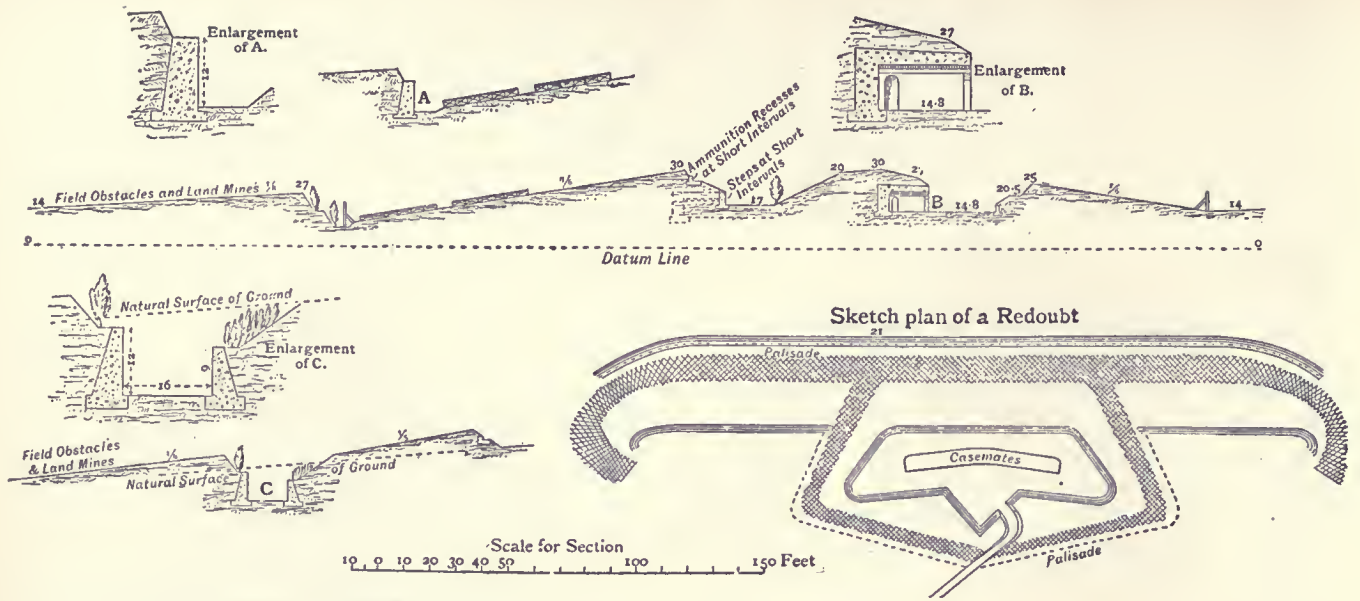 Enlargement
of A.
12
A
27
Enlargement
of B.
14·8
Ammunition Recesses
at Short Intervals
Steps at Short
Intervals
14 Field Obstacles and Land Mines
27
30
17
20
30
B
14·8
20·5
25
14
0
0
Datum Line
Natural Surface of Ground
12
16
9
Enlargement
of C.
Field Obstacles
& Land Mines
Natural Surface
of Ground
C
Sketch plan of a Redoubt
21
Palisade
Casemates
Palisade
Scale for Section
10 0 10 20 30 40 50 100 150 Feet